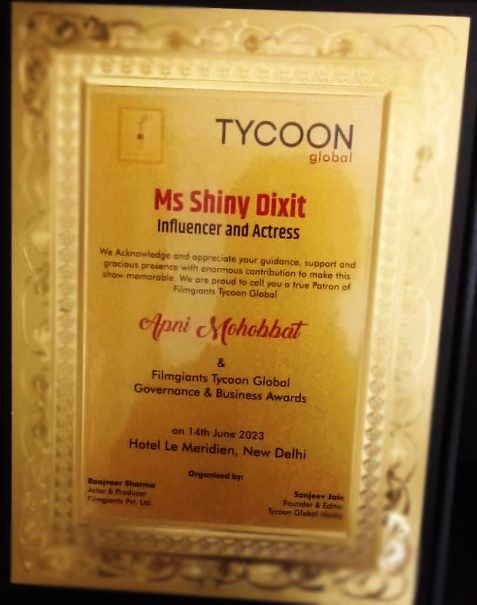 TYCOON
global
Ms Shiny Dixit
Influencer and Actress
We Acknowledge and appreciate your guidance, support and
gracious presence with enormous contribution to make this
show memorable. We are proud to call you a true Patron of
Filmgiants Tycoon Global
Apni Mohobbat
&
Filmgiants Tycoon Global
Governance & Business Awards
on 14th June 2023
Hotel Le Meridien, New Delhi
Organised by:
Raajveer Sharma
Actor & Producer
Filmgiants Pvt. Ltd.
Sanjeev Jain
Founder & Editor
Tycoon Global